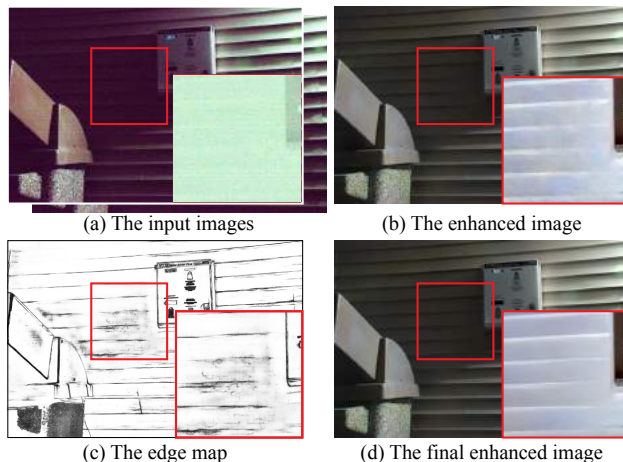 (a) The input images
(b) The enhanced image
(c) The edge map
(d) The final enhanced image